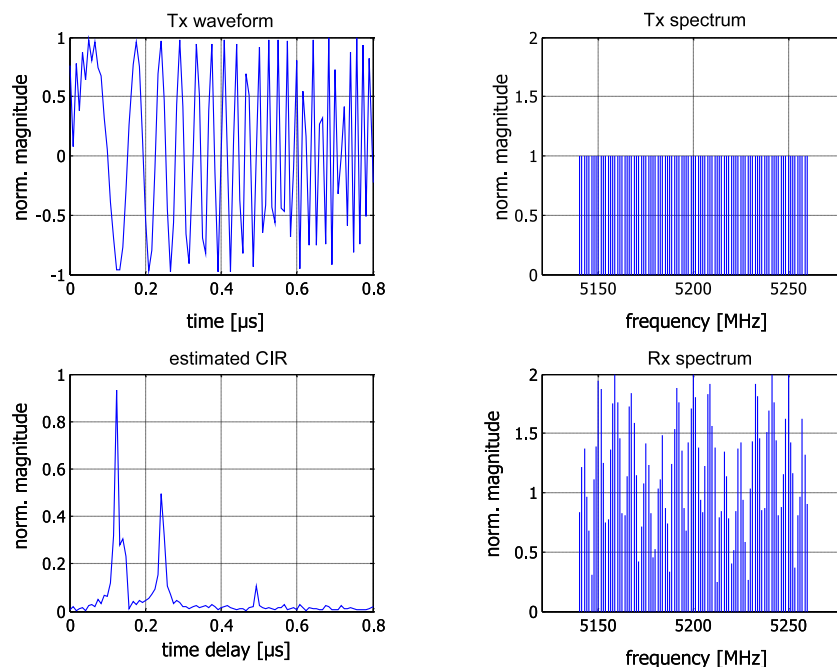 Tx waveform
norm. magnitude
1
0.5
0
-0.5
-1
0 0.2 0.4 0.6 0.8
time [µs]
Tx spectrum
norm. magnitude
2
1.5
1
0.5
0
5150 5200 5250
frequency [MHz]
estimated CIR
norm. magnitude
1
0.8
0.6
0.4
0.2
0
0 0.2 0.4 0.6 0.8
time delay [µs]
Rx spectrum
norm. magnitude
2
1.5
1
0.5
0
5150 5200 5250
frequency [MHz]